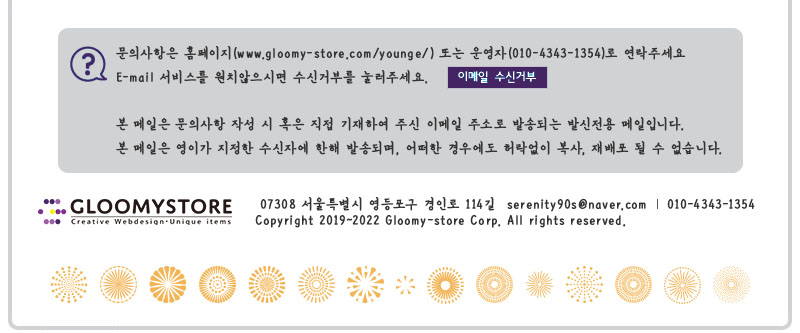 문의사항은 홈페이지(www.gloomy-store.com/younge/) 또는 운영자(010-4343-1354)로 연락주세요
E-mail 서비스를 원치않으시면 수신거부를 눌러주세요. 이메일 수신거부
본 메일은 문의사항 작성 시 혹은 직접 기재하여 주신 이메일 주소로 발송되는 발신전용 메일입니다.
본 메일은 영이가 지정한 수신자에 한해 발송되며, 어떠한 경우에도 허락없이 복사, 재배포 될 수 없습니다.
GLOOMYSTORE
Creative Webdesign·Unique items
07308 서울특별시 영등포구 경인로 114길 serenity90s@naver.com | 010-4343-1354
Copyright 2019-2022 Gloomy-store Corp. All rights reserved.